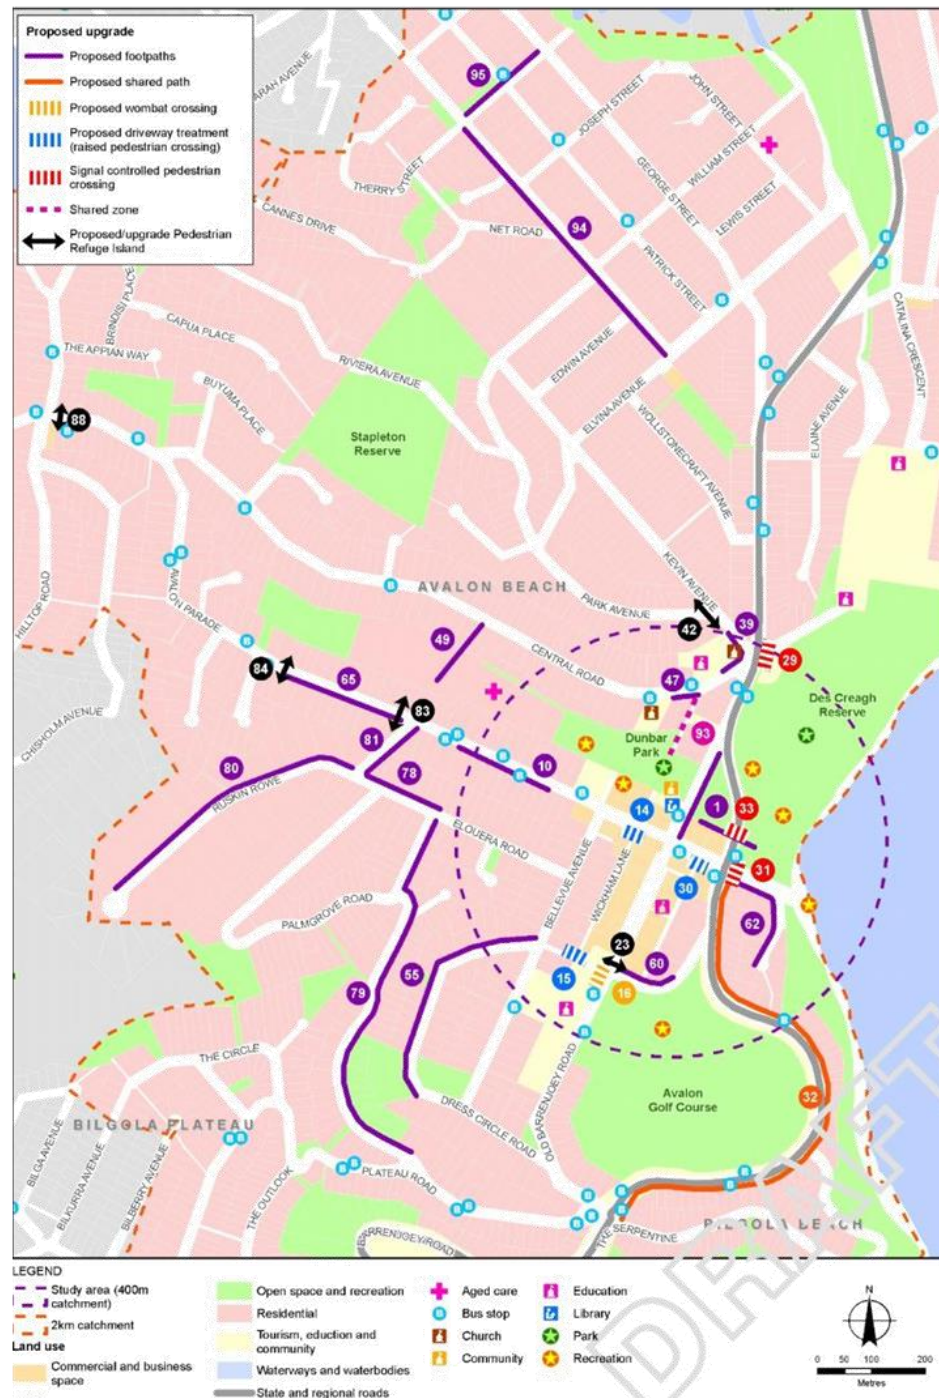 Proposed upgrade
Proposed footpaths
Proposed shared path
Proposed wombat crossing
Proposed driveway treatment
(raised pedestrian crossing)
Signal controlled pedestrian
crossing
Shared zone
Proposed/upgrade Pedestrian
Refuge Island
ARAH AVENUE
95
B
JOHN STREET
JOSEPH STREET
WILLIAM STREET
THERRY STREET
GEORGE STREET
CANNES DRIVE
LEWIS STREET
NET ROAD
94
PATRICK STREET
BRINDISI PLACE
CAPUA PLACE
CATALINA CRESCENT
THE APPIAN WAY
RIVIERA AVENUE
EDWIN AVENUE
BUYUMA PLACE
ELVINA AVENUE
88
WOLLSTONECRAFT AVENUE
ELAINE AVENUE
Stapleton
Reserve
KEVIN AVENUE
AVALON PARADE
AVALON BEACH
HILLTOP ROAD
PARK AVENUE
42
39
49
CENTRAL ROAD
29
84
65
47
Des Creagh
Reserve
83
93
CHISHOLM AVENUE
81
Dunbar
Park
80
78
10
RUSKIN ROWE
14
1
33
ELOUERA ROAD
BELLEVUE AVENUE
WICKHAM LANE
30
31
PALMGROVE ROAD
62
23
55
60
79
15
16
THE CIRCLE
OLD BARRENJOEY ROAD
Avalon
Golf Course
32
DRESS CIRCLE ROAD
BILGOLA PLATEAU
BILGA AVENUE
BILKURRA AVENUE
BILBERRY AVENUE
THE OUTLOOK
PLATEAU ROAD
BARRENJOEY ROAD
THE SERPENTINE
BILGOLA BEACH
DRAFT
LEGEND
Study area (400m
catchment)
2km catchment
Land use
Commercial and business
space
Open space and recreation
Residential
Tourism, eduction and
community
Waterways and waterbodies
State and regional roads
Aged care
Bus stop
Church
Community
Education
Library
Park
Recreation
N
0 50 100 200
Metres